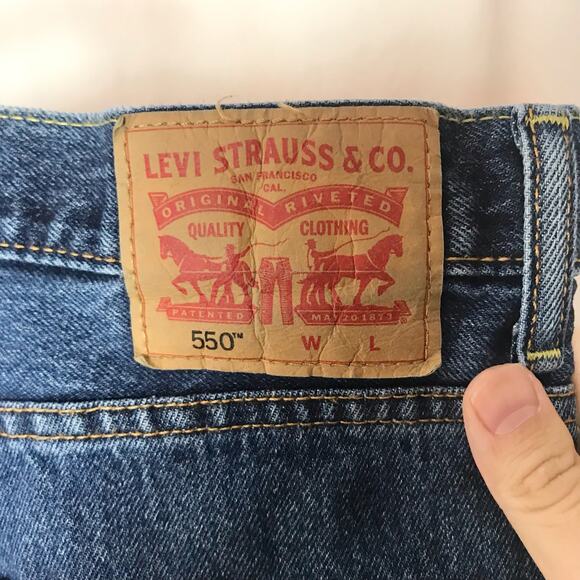 LEVI STRAUSS & CO.
SAN FRANCISCO
CAL.
ORIGINAL RIVETED
QUALITY CLOTHING
PATENTED MAY 20 1873
550™ W L